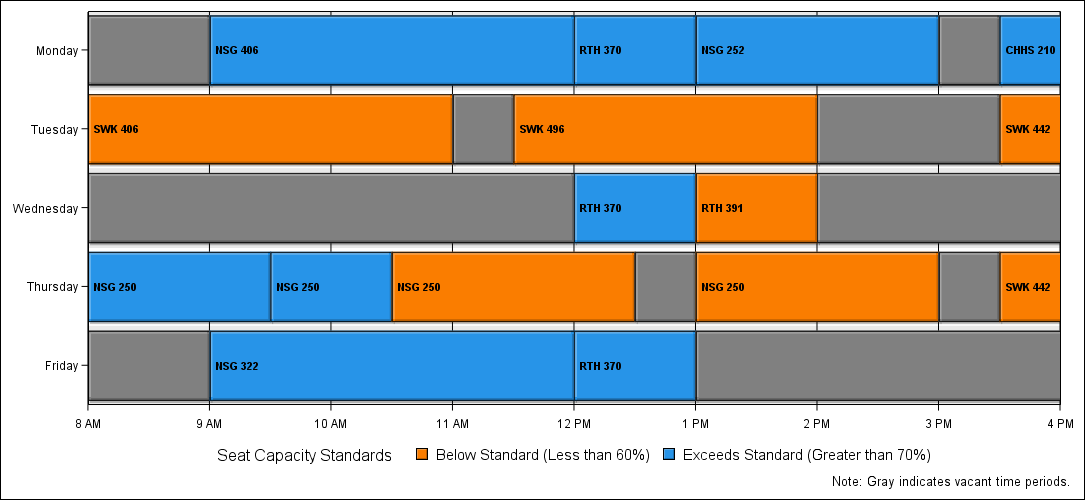 Monday
NSG 406
RTH 370
NSG 252
CHHS 210
Tuesday
SWK 406
SWK 496
SWK 442
Wednesday
RTH 370
RTH 391
Thursday
NSG 250
NSG 250
NSG 250
NSG 250
SWK 442
Friday
NSG 322
RTH 370
8 AM
9 AM
10 AM
11 AM
12 PM
1 PM
2 PM
3 PM
4 PM
Seat Capacity Standards
Below Standard (Less than 60%)
Exceeds Standard (Greater than 70%)
Note: Gray indicates vacant time periods.